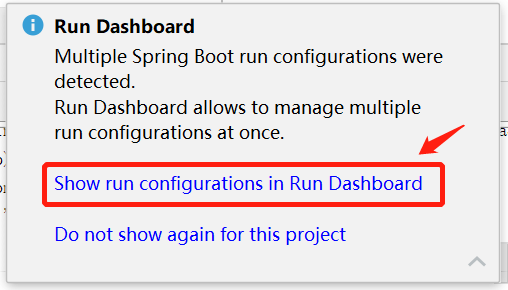 Run Dashboard
Multiple Spring Boot run configurations were
detected.
Run Dashboard allows to manage multiple
run configurations at once.
Show run configurations in Run Dashboard
Do not show again for this project